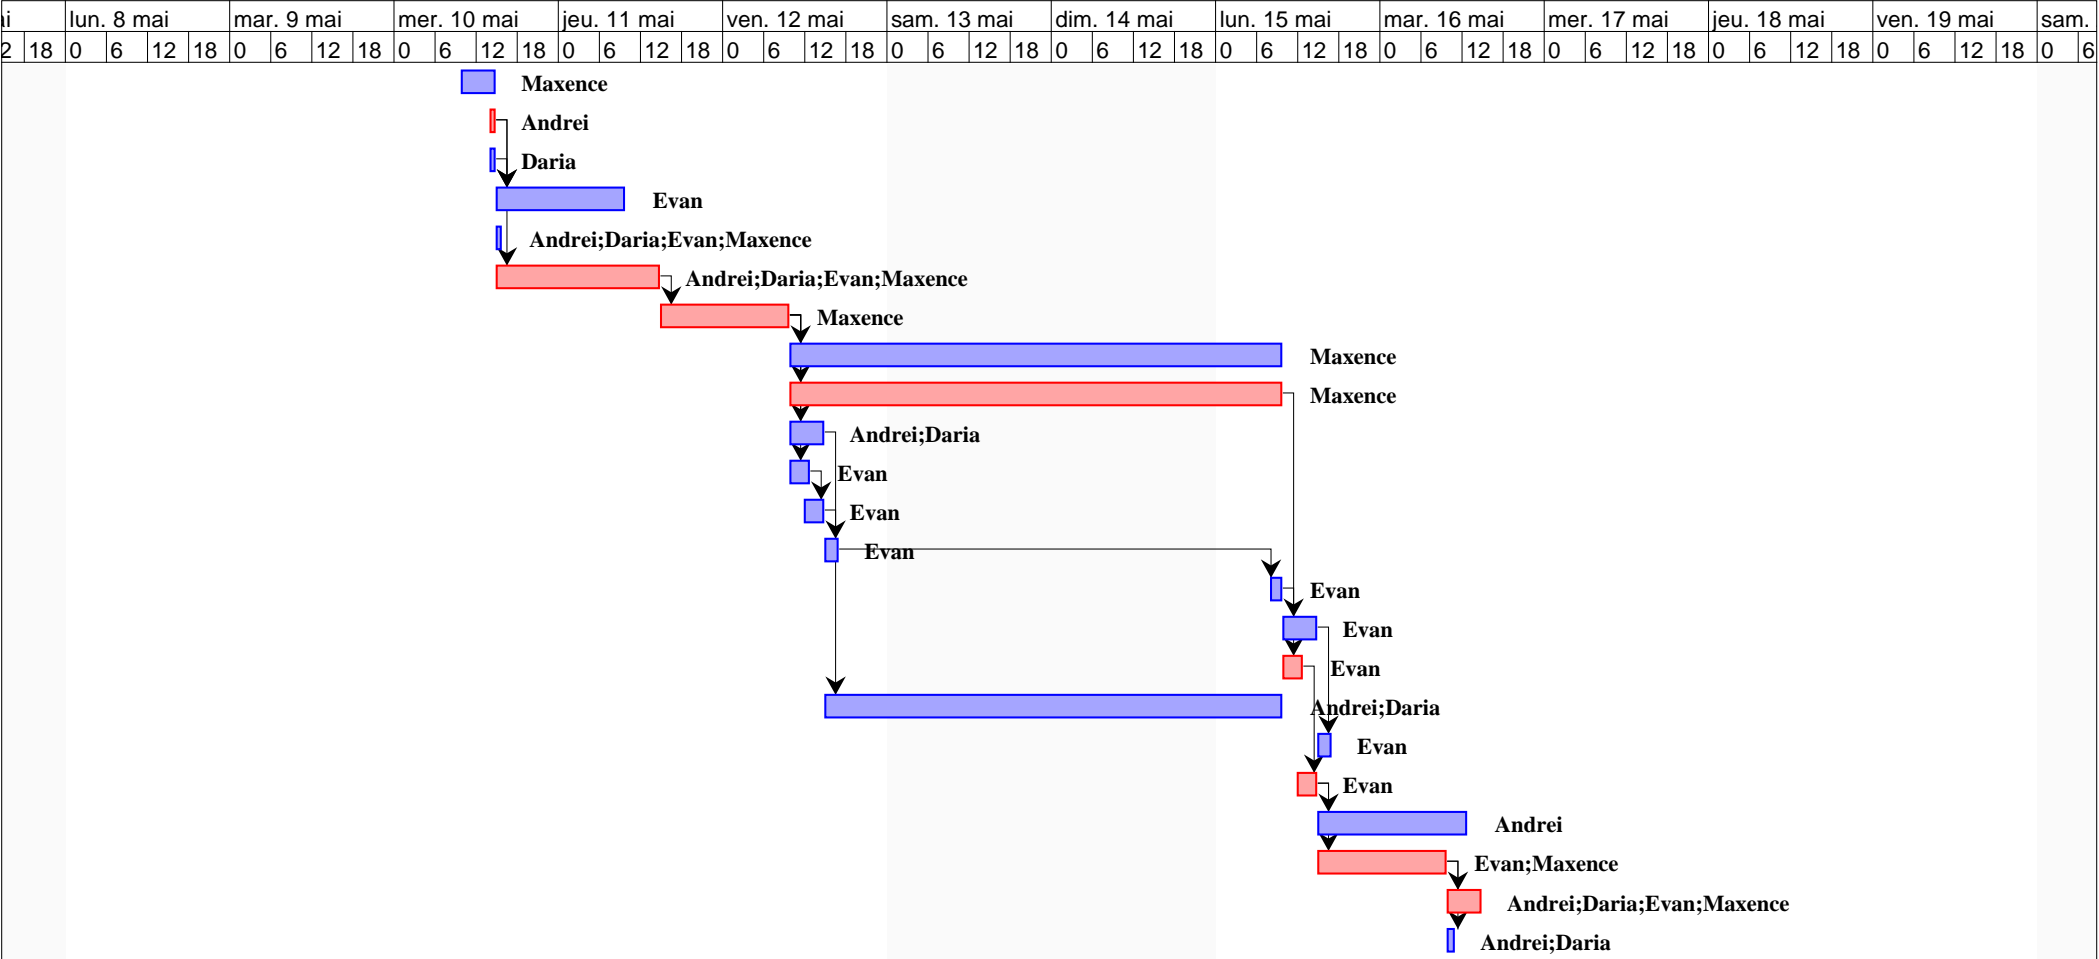 i lun. 8 mai mar. 9 mai mer. 10 mai jeu. 11 mai ven. 12 mai sam. 13 mai dim. 14 mai lun. 15 mai mar. 16 mai mer. 17 mai jeu. 18 mai ven. 19 mai sam.
2 18 0 6 12 18 0 6 12 18 0 6 12 18 0 6 12 18 0 6 12 18 0 6 12 18 0 6 12 18 0 6 12 18 0 6 12 18 0 6 12 18 0 6 12 18 0 6 12 18 0 6
Maxence
Andrei
Daria
Evan
Andrei;Daria;Evan;Maxence
Andrei;Daria;Evan;Maxence
Maxence
Maxence
Maxence
Andrei;Daria
Evan
Evan
Evan
Evan
Evan
Evan
Andrei;Daria
Evan
Evan
Andrei
Evan;Maxence
Andrei;Daria;Evan;Maxence
Andrei;Daria